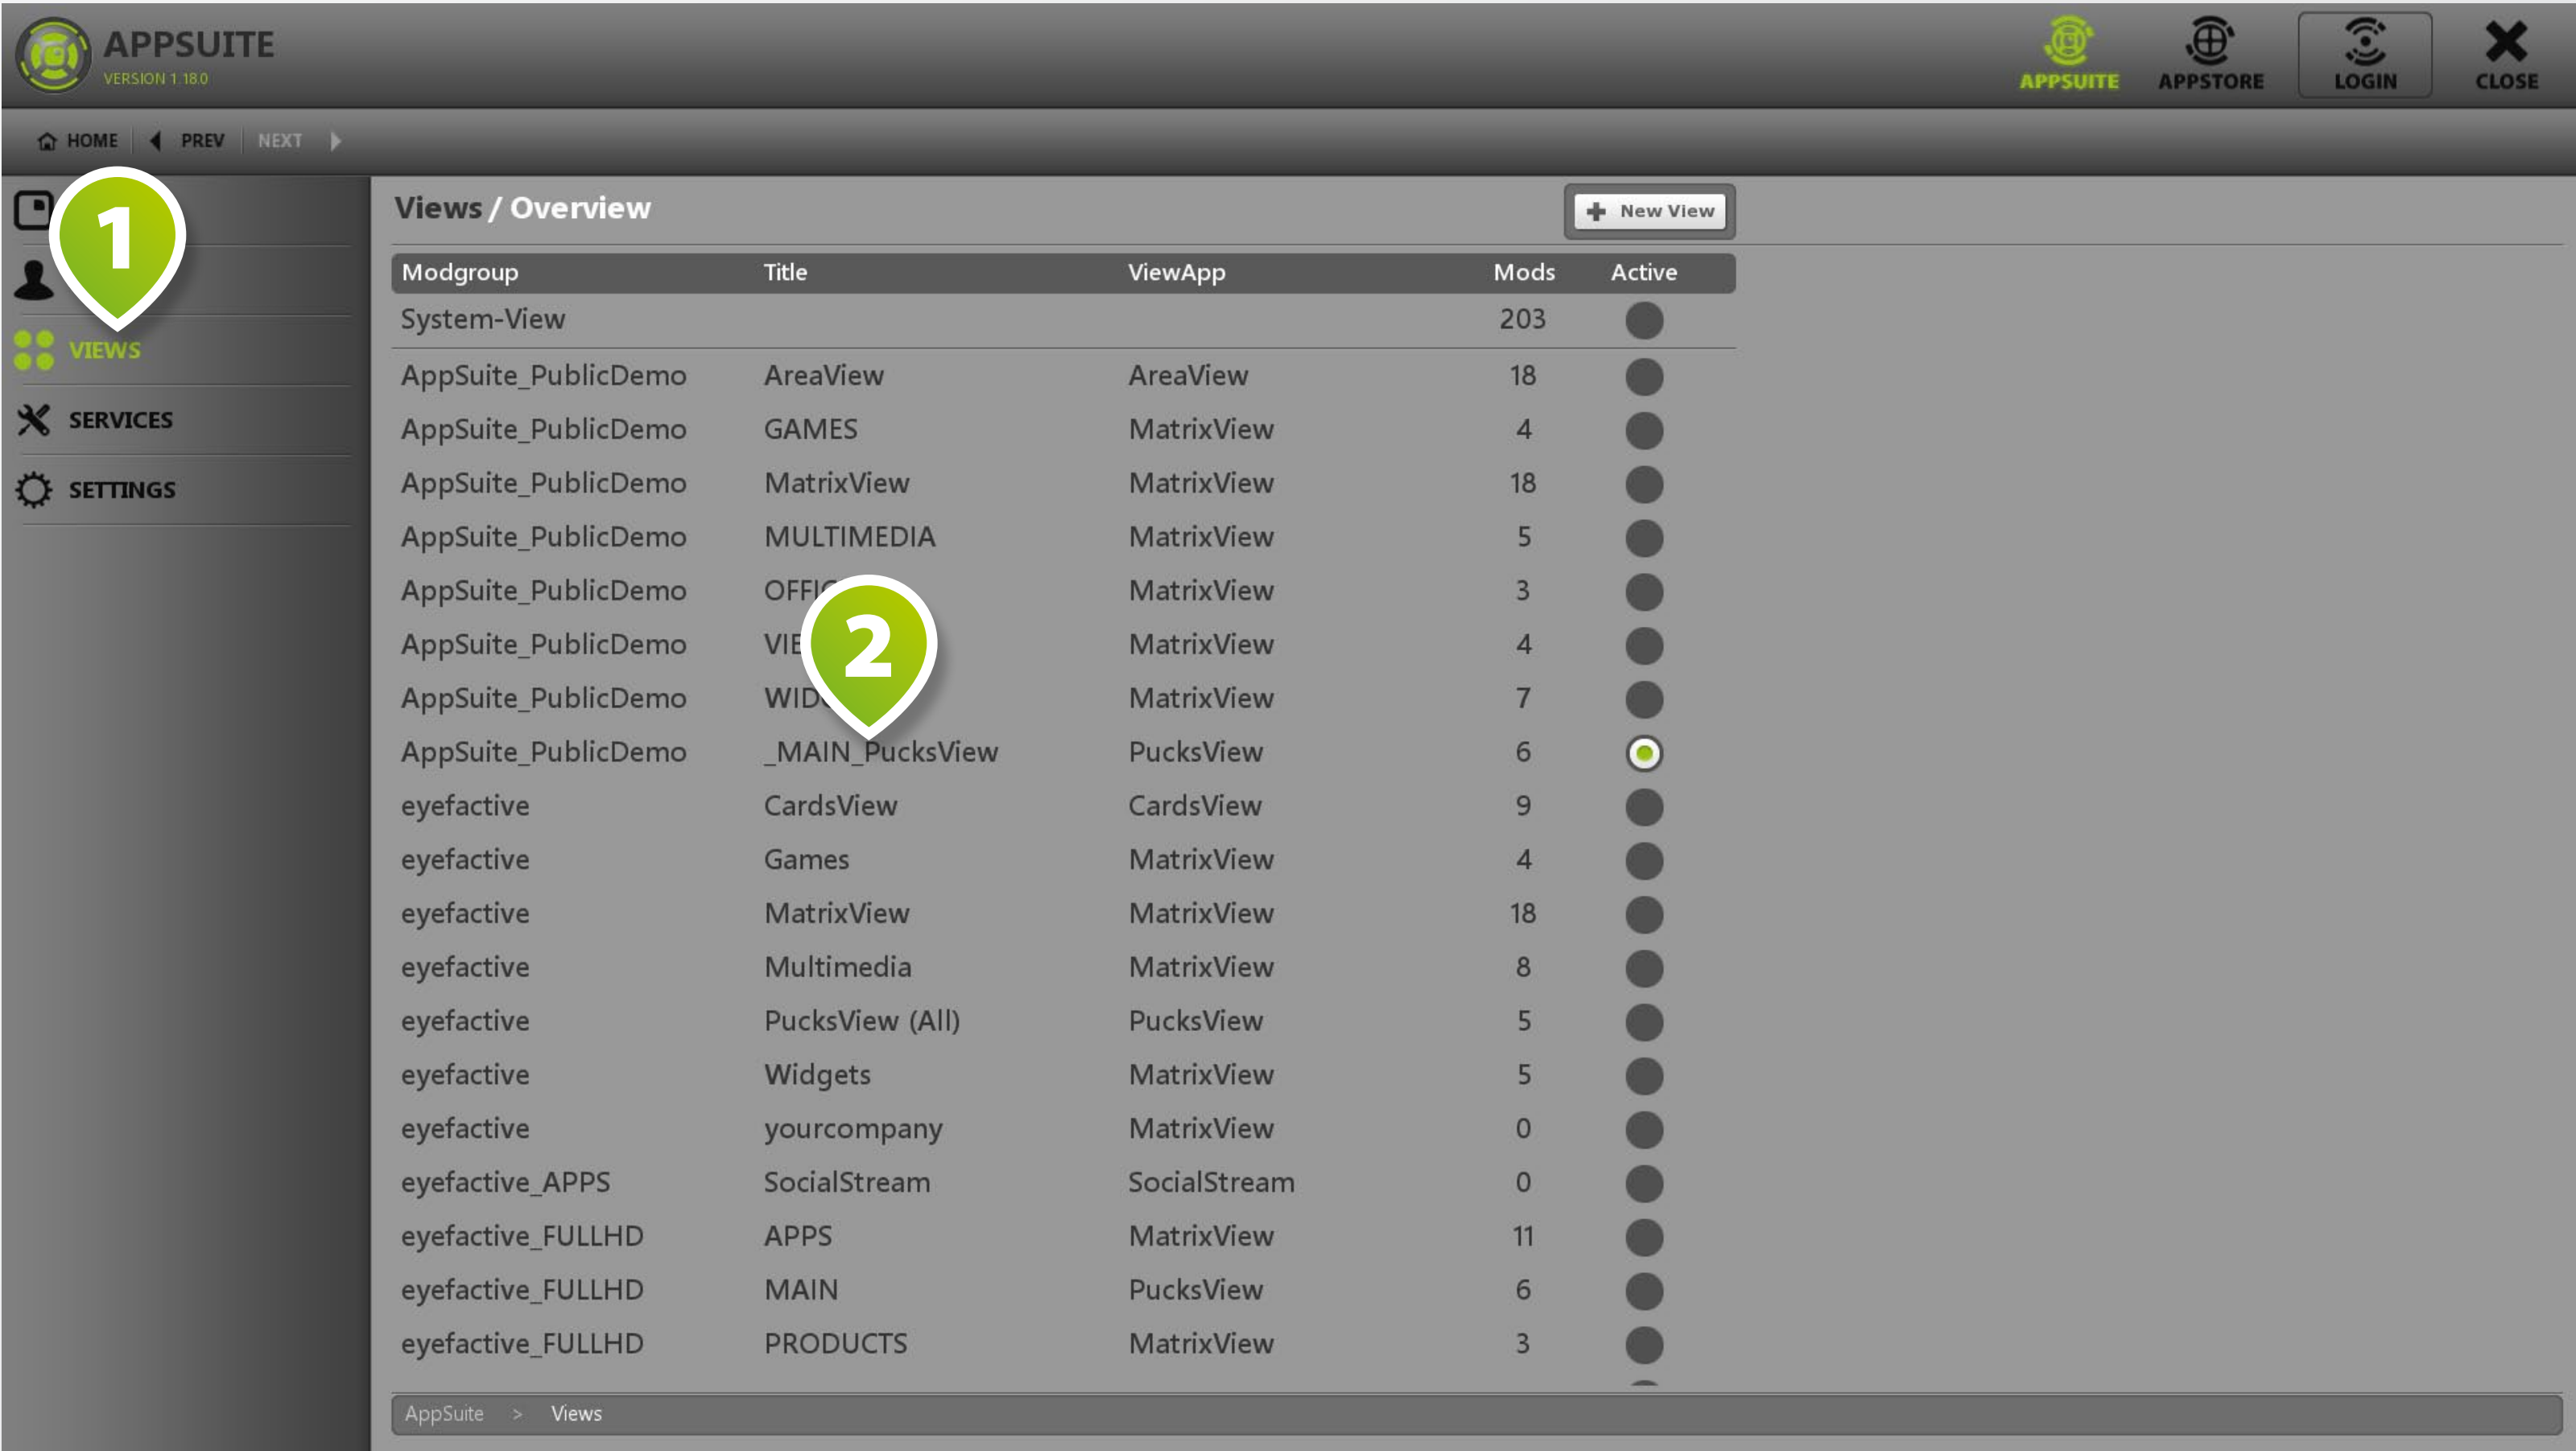 APPSUITE
VERSION 1.18.0
APPSUITE APPSTORE LOGIN CLOSE
HOME PREV NEXT
1
VIEWS
SERVICES
SETTINGS
Views / Overview
New View
Modgroup Title ViewApp Mods Active
System-View 203
AppSuite_PublicDemo AreaView AreaView 18
AppSuite_PublicDemo GAMES MatrixView 4
AppSuite_PublicDemo MatrixView MatrixView 18
AppSuite_PublicDemo MULTIMEDIA MatrixView 5
AppSuite_PublicDemo MatrixView 3
AppSuite_PublicDemo MatrixView 4
2
AppSuite_PublicDemo MatrixView 7
AppSuite_PublicDemo _MAIN_PucksView PucksView 6
eyefactive CardsView CardsView 9
eyefactive Games MatrixView 4
eyefactive MatrixView MatrixView 18
eyefactive Multimedia MatrixView 8
eyefactive PucksView (All) PucksView 5
eyefactive Widgets MatrixView 5
eyefactive yourcompany MatrixView 0
eyefactive_APPS SocialStream SocialStream 0
eyefactive_FULLHD APPS MatrixView 11
eyefactive_FULLHD MAIN PucksView 6
eyefactive_FULLHD PRODUCTS MatrixView 3
AppSuite > Views